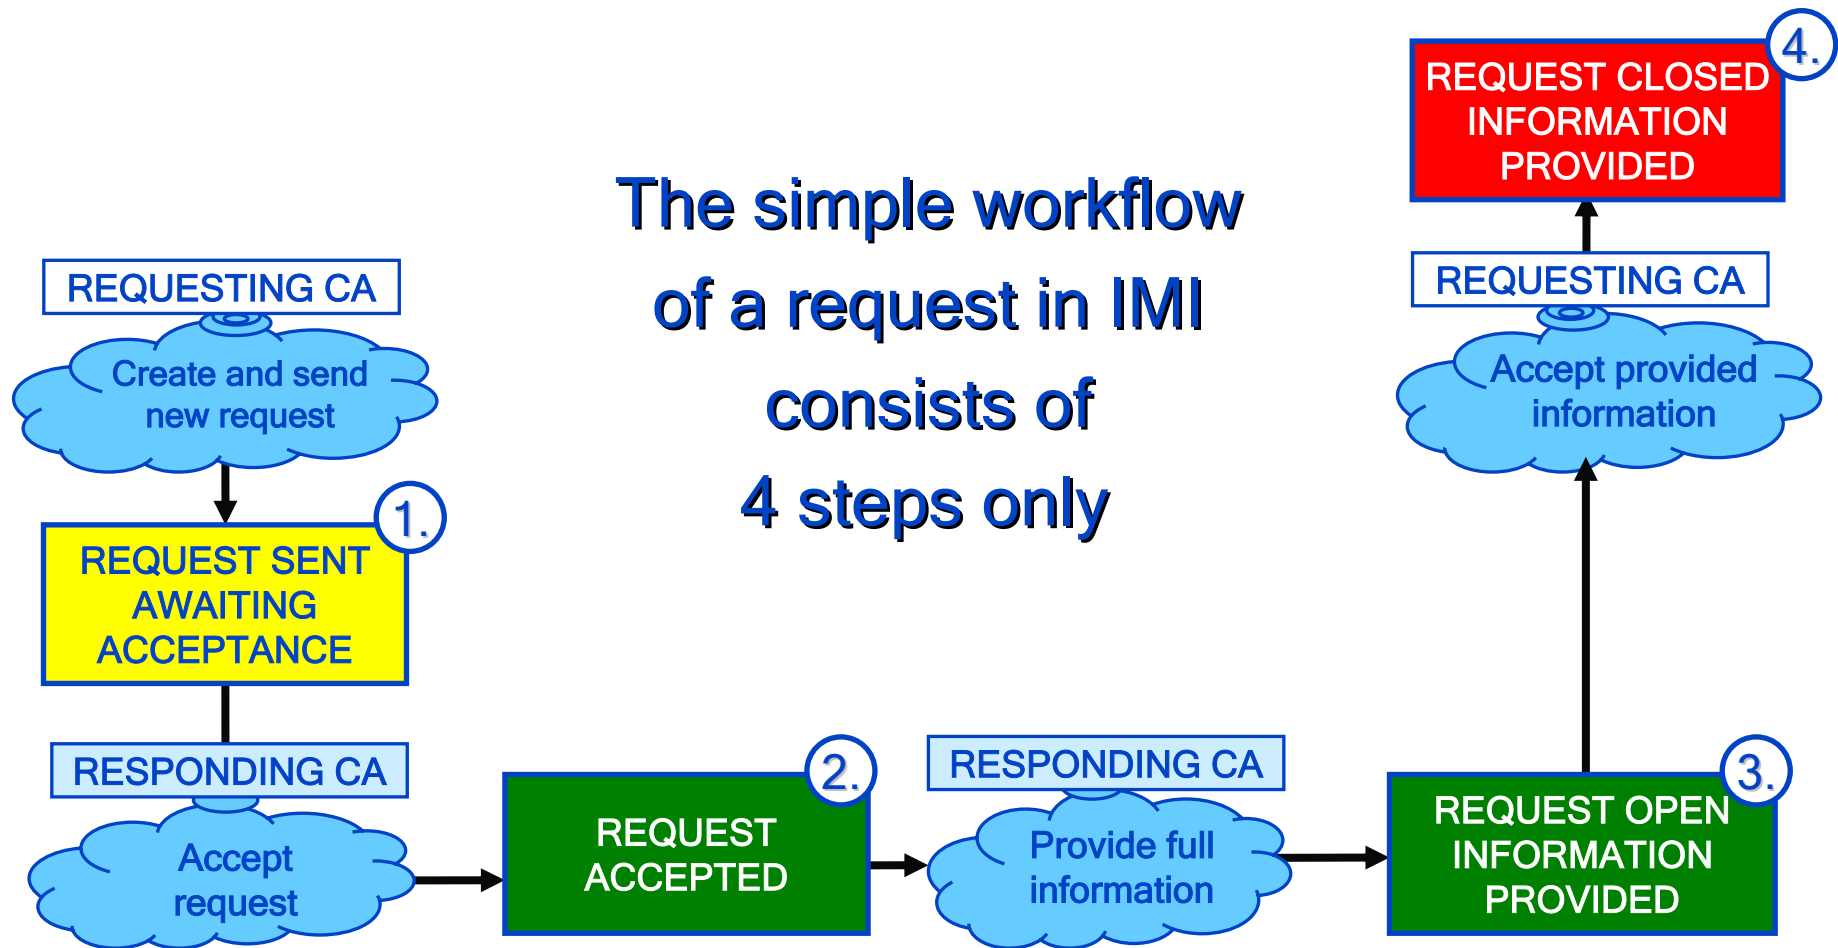 The simple workflow
of a request in IMI
consists of
4 steps only
REQUESTING CA
Create and send
new request
1.
REQUEST SENT
AWAITING
ACCEPTANCE
RESPONDING CA
Accept
request
2.
REQUEST
ACCEPTED
RESPONDING CA
Provide full
information
3.
REQUEST OPEN
INFORMATION
PROVIDED
REQUESTING CA
Accept provided
information
4.
REQUEST CLOSED
INFORMATION
PROVIDED